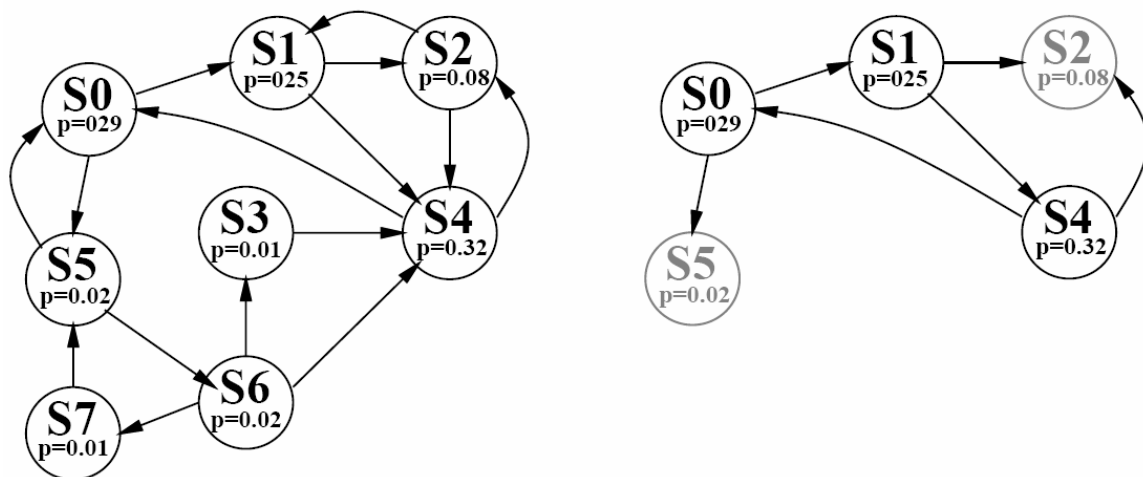 S1
p=025
S2
p=0.08
S0
p=029
S3
p=0.01
S4
p=0.32
S5
p=0.02
S6
p=0.02
S7
p=0.01
S1
p=025
S2
p=0.08
S0
p=029
S4
p=0.32
S5
p=0.02